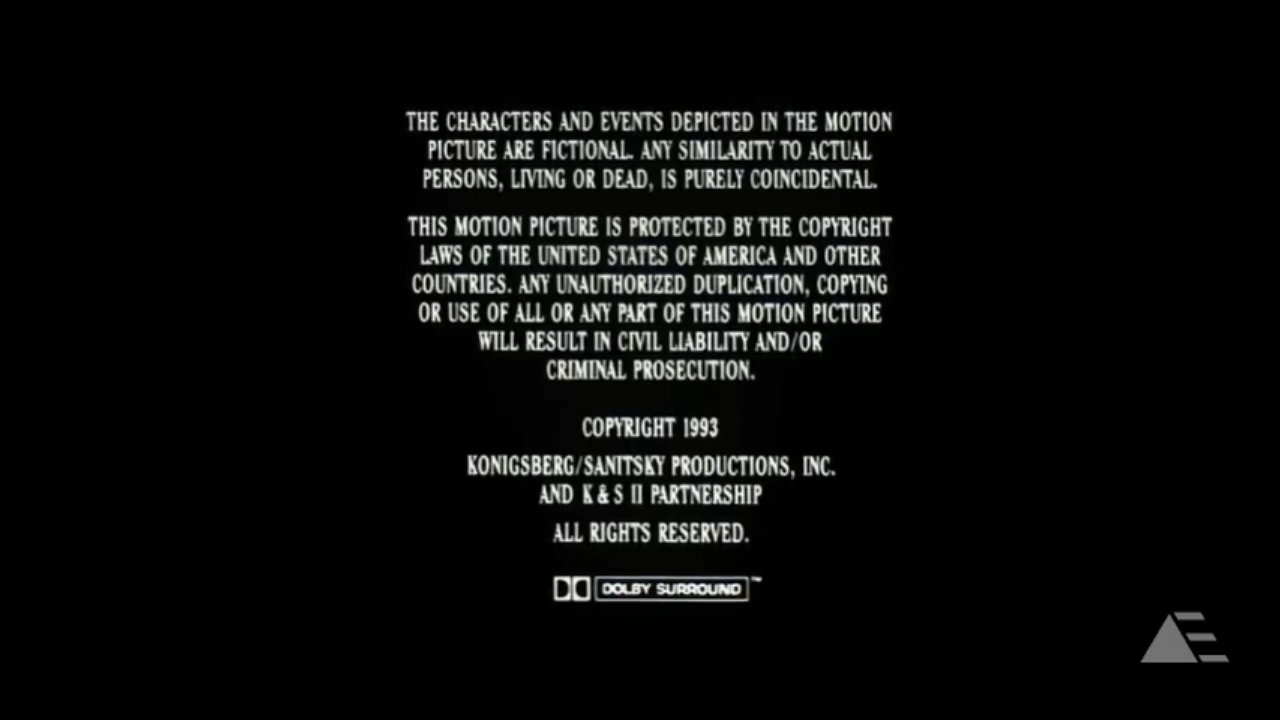 THE CHARACTERS AND EVENTS DEPICTED IN THE MOTION
PICTURE ARE FICTIONAL. ANY SIMILARITY TO ACTUAL
PERSONS, LIVING OR DEAD, IS PURELY COINCIDENTAL.
THIS MOTION PICTURE IS PROTECTED BY THE COPYRIGHT
LAWS OF THE UNITED STATES OF AMERICA AND OTHER
COUNTRIES. ANY UNAUTHORIZED DUPLICATION, COPYING
OR USE OF ALL OR ANY PART OF THIS MOTION PICTURE
WILL RESULT IN CIVIL LIABILITY AND/OR
CRIMINAL PROSECUTION.
COPYRIGHT 1993
KONIGSBERG/SANITSKY PRODUCTIONS, INC.
AND K & S II PARTNERSHIP
ALL RIGHTS RESERVED.
DOLBY SURROUND™